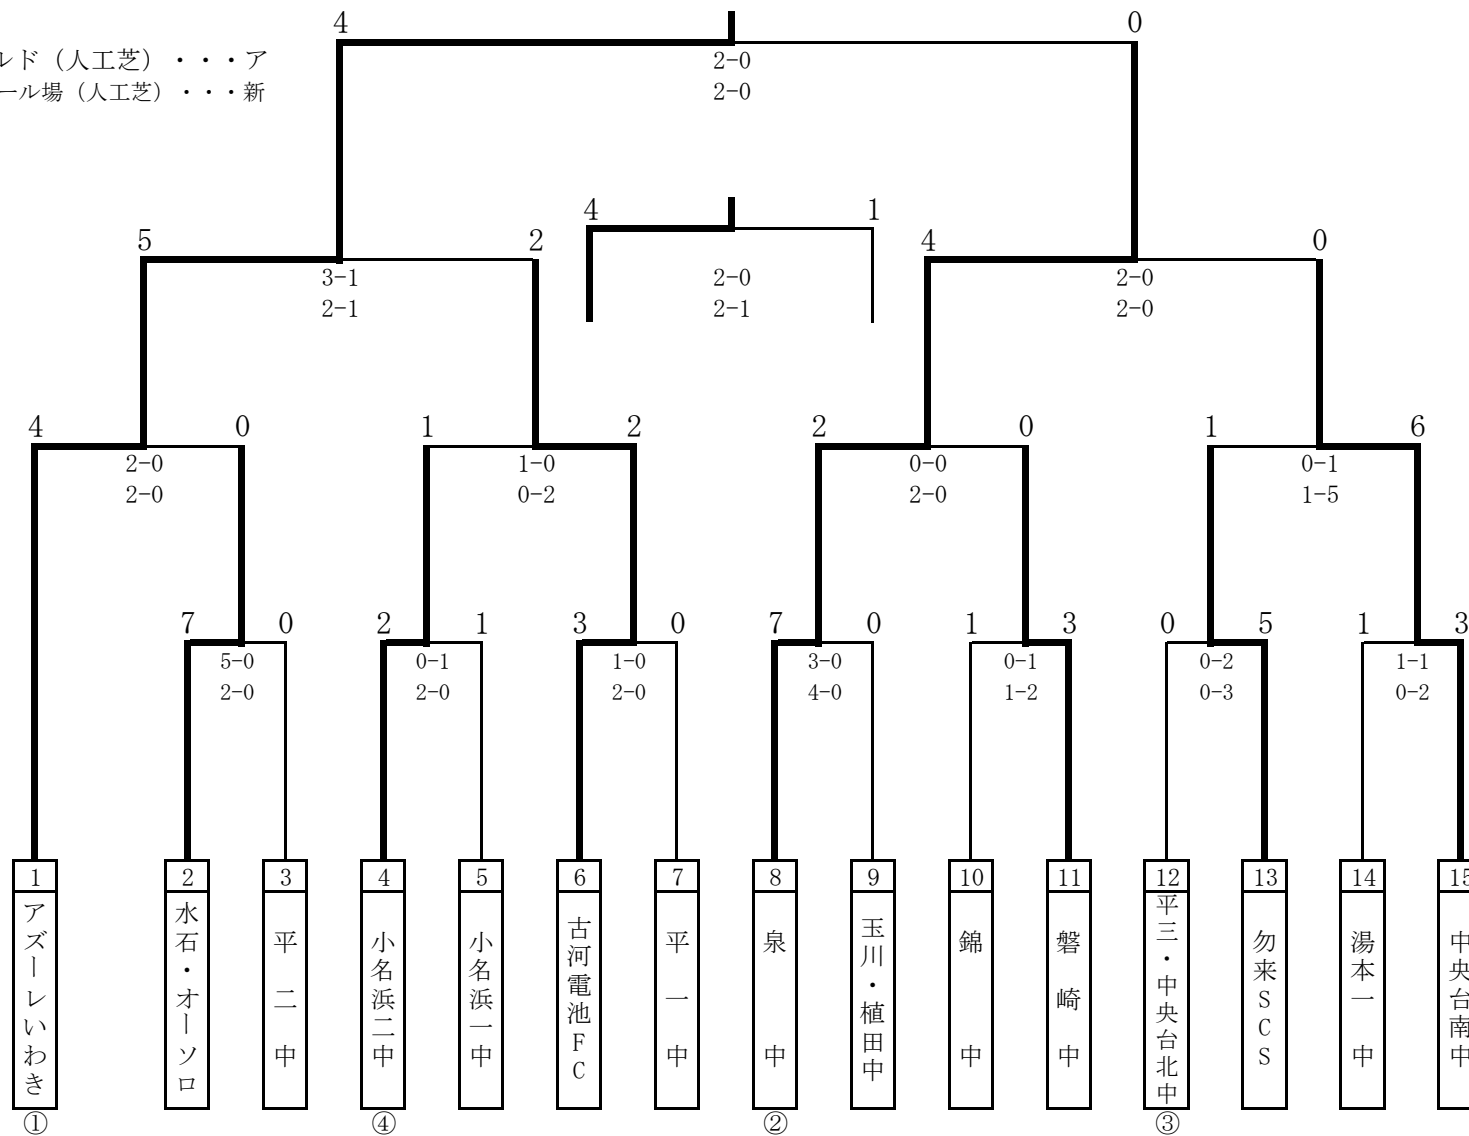 4 0
ルド（人工芝）・・・ア
2-0
ール場（人工芝）・・・新
2-0
4 1
5 2 4 0
3-1 2-0 2-0
2-1 2-1 2-0
4 0 1 2 2 0 1 6
2-0 1-0 0-0 0-1
2-0 0-2 2-0 1-5
7 0 2 1 3 0 7 0 1 3 0 5 1 3
5-0 0-1 1-0 3-0 0-1 0-2 1-1
2-0 2-0 2-0 4-0 1-2 0-3 0-2
1 2 3 4 5 6 7 8 9 10 11 12 13 14 15
アズーレいわき
水石・オーソロ
平二中
小名浜二中
小名浜一中
古河電池FC
平一中
泉中
玉川・植田中
錦中
磐崎中
平三・中央台北中
勿来SCS
湯本一中
中央台南中
① ④ ② ③